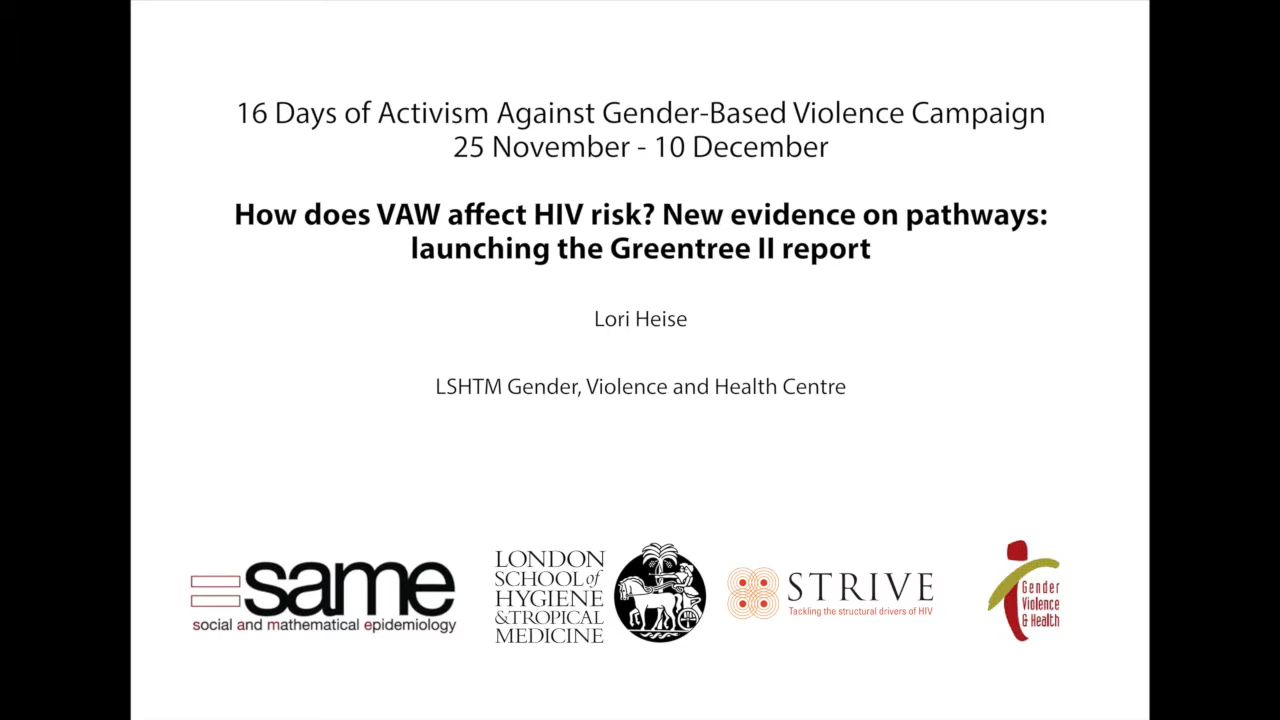 16 Days of Activism Against Gender-Based Violence Campaign
25 November - 10 December
How does VAW affect HIV risk? New evidence on pathways:
launching the Greentree II report
Lori Heise
LSHTM Gender, Violence and Health Centre
same
social and mathematical epidemiology
LONDON
SCHOOL of
HYGIENE
& TROPICAL
MEDICINE
STRIVE
Tackling the structural drivers of HIV
Gender
Violence
& Health